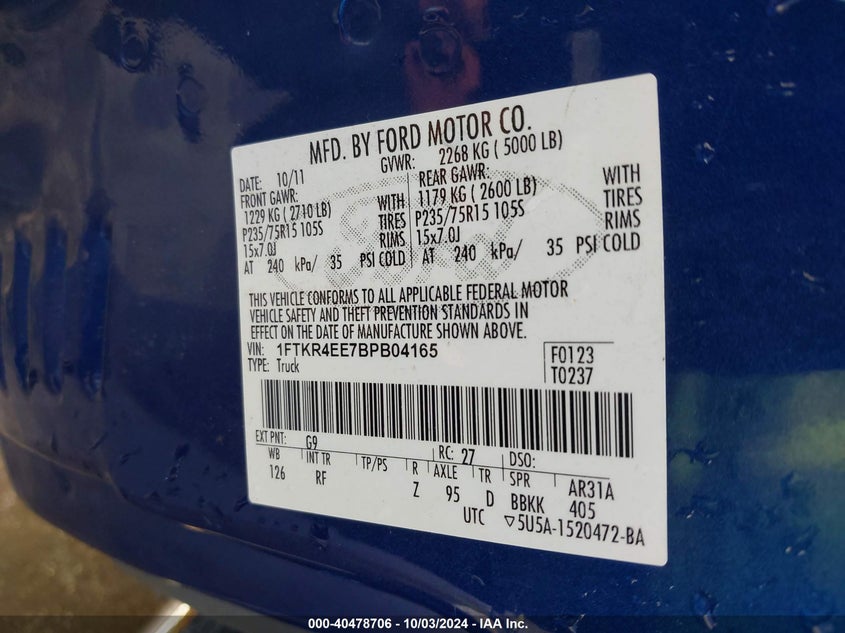 MFD. BY FORD MOTOR CO.
DATE: 10/11 GVWR: 2268 KG ( 5000 LB)
FRONT GAWR: REAR GAWR:
1229 KG ( 2710 LB) WITH 1179 KG ( 2600 LB) WITH
P235/75R15 105S TIRES P235/75R15 105S TIRES
15x7.0J RIMS 15x7.0J RIMS
AT 240 kPa/ 35 PSI COLD AT 240 kPa/ 35 PSI COLD
Ford
THIS VEHICLE CONFORMS TO ALL APPLICABLE FEDERAL MOTOR
VEHICLE SAFETY AND THEFT PREVENTION STANDARDS IN
EFFECT ON THE DATE OF MANUFACTURE SHOWN ABOVE.
VIN: 1FTKR4EE7BPB04165 F0123
TYPE: Truck T0237
EXT PNT: G9 RC: 27 DSO:
WB INT TR TP/PS R AXLE TR SPR AR31A
126 RF Z 95 D BBKK 405
UTC ▽5U5A-1520472-BA
000-40478706 - 10/03/2024 - IAA Inc.